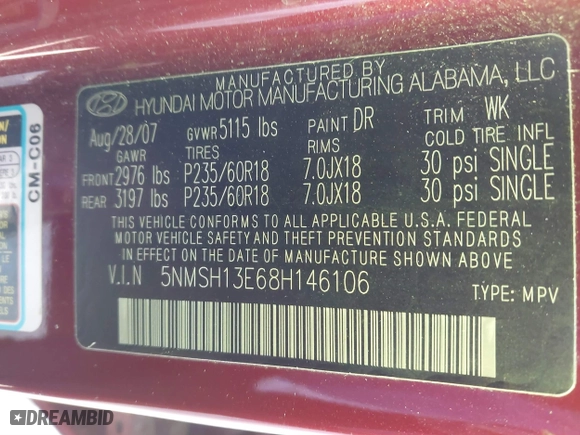 MANUFACTURED BY
HYUNDAI MOTOR MANUFACTURING ALABAMA, LLC
Aug/28/07 GVWR 5115 lbs PAINT DR TRIM WK
GAWR TIRES RIMS COLD TIRE INFL
FRONT 2976 lbs P235/60R18 7.0JX18 30 psi SINGLE
REAR 3197 lbs P235/60R18 7.0JX18 30 psi SINGLE
THIS VEHICLE CONFORMS TO ALL APPLICABLE U.S.A. FEDERAL
MOTOR VEHICLE SAFETY AND THEFT PREVENTION STANDARDS
IN EFFECT ON THE DATE OF MANUFACTURE SHOWN ABOVE.
V.I.N 5NMSH13E68H146106
TYPE: MPV
CM-C06
DREAMBID